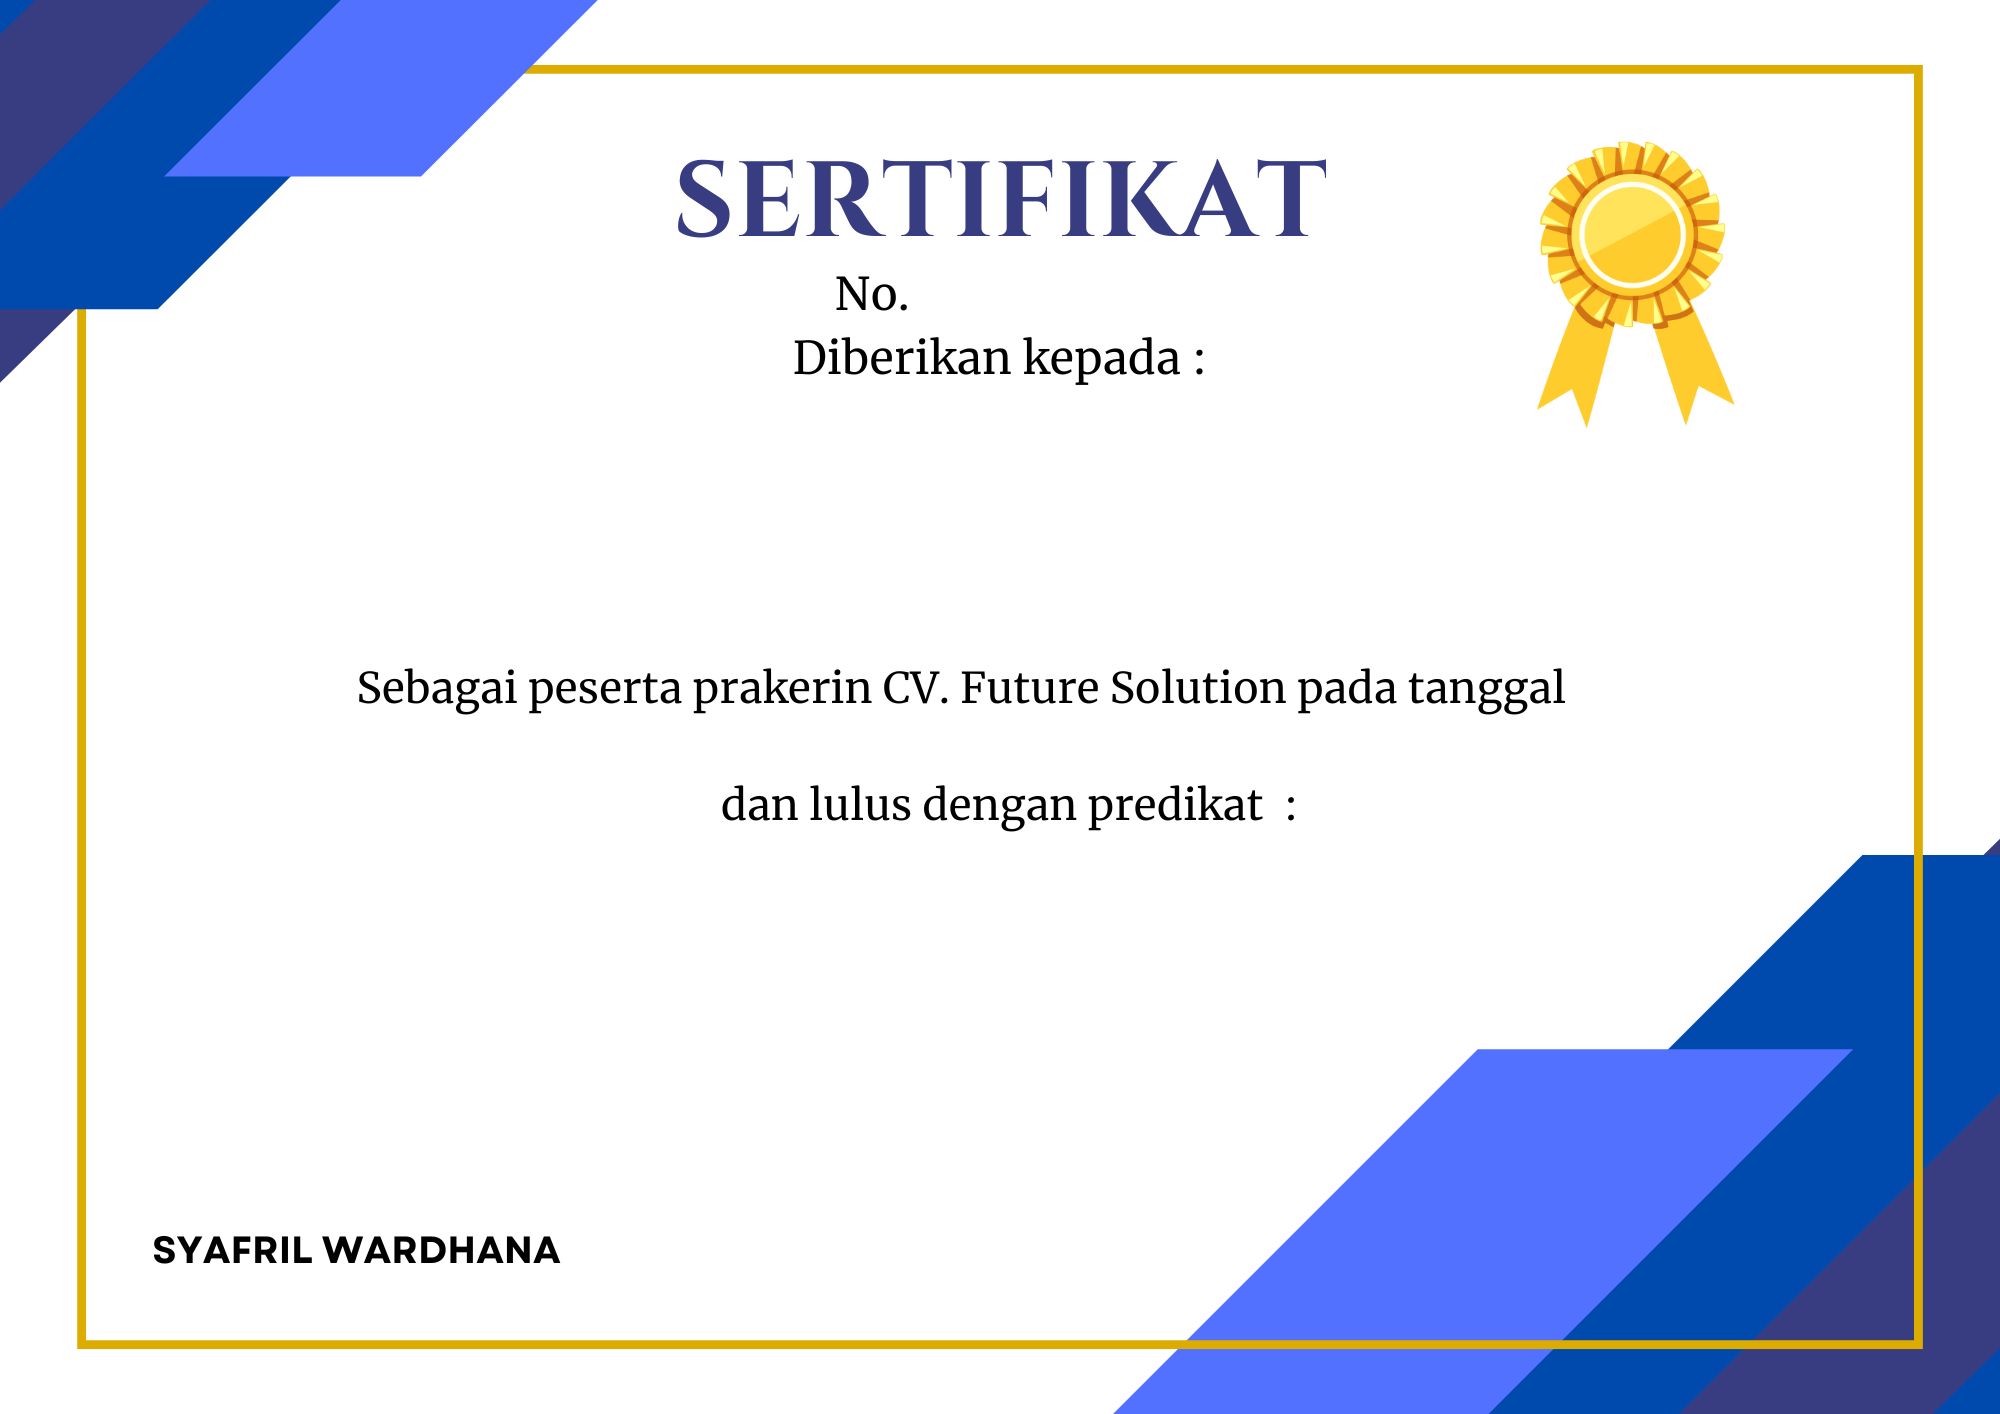 SERTIFIKAT
No.
Diberikan kepada :
Sebagai peserta prakerin CV. Future Solution pada tanggal
dan lulus dengan predikat  :
SYAFRIL WARDHANA